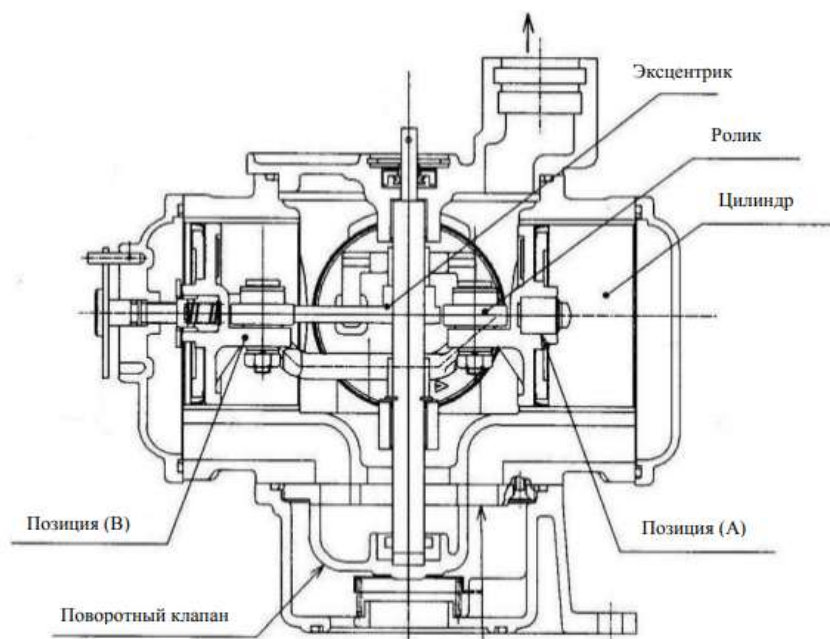 Эксцентрик
Ролик
Цилиндр
Позиция (В)
Позиция (А)
Поворотный клапан